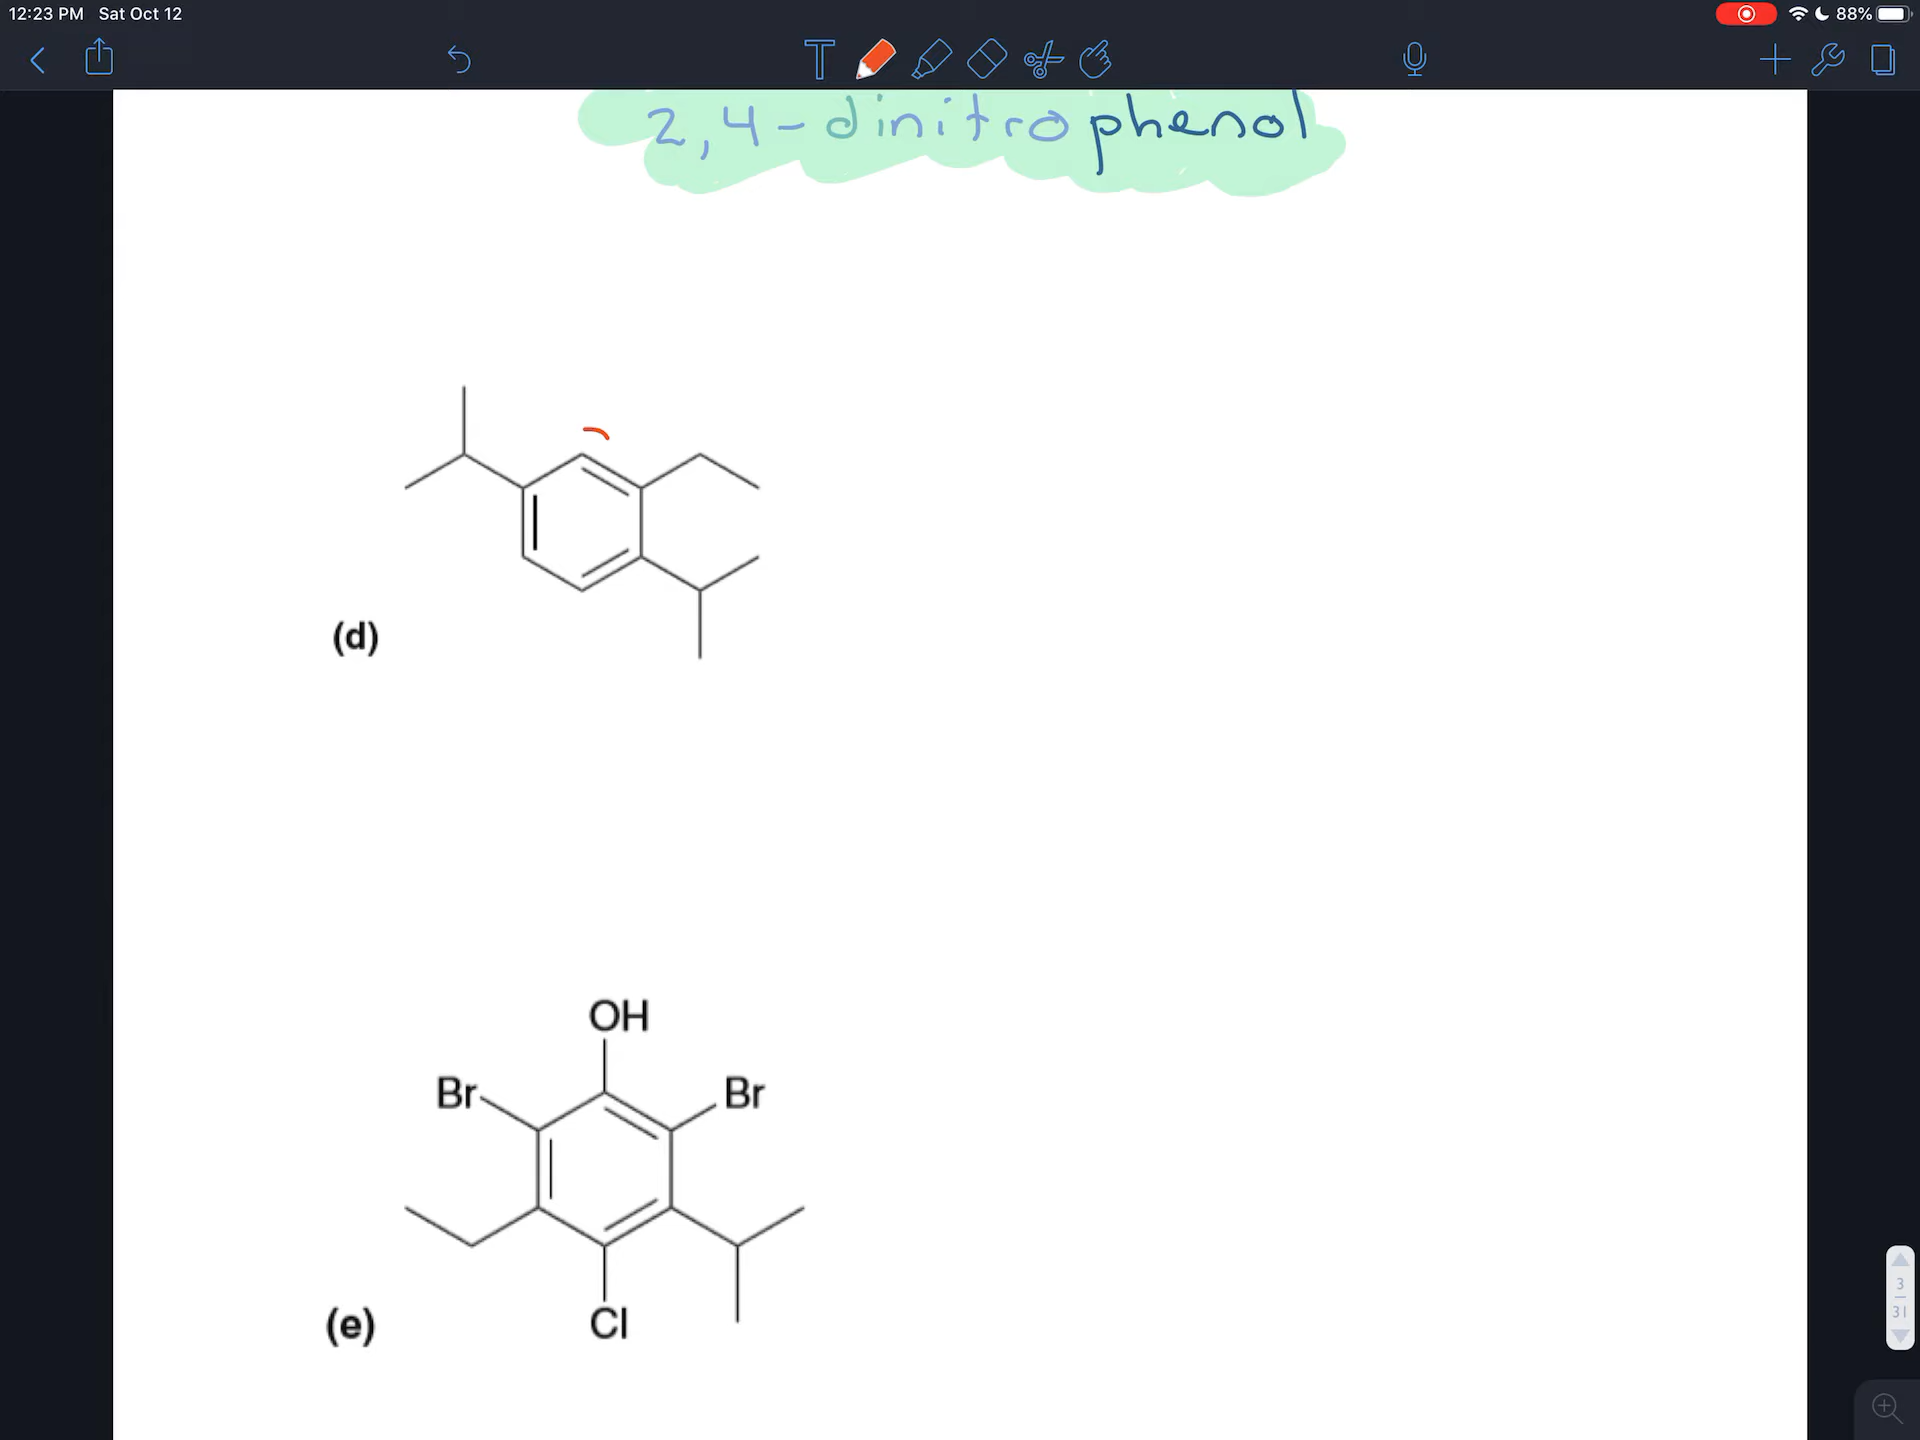 12:23 PM Sat Oct 12
88%
T
2,4-dinitrophenol
(d)
OH
Br Br
Cl
(e)
3
31